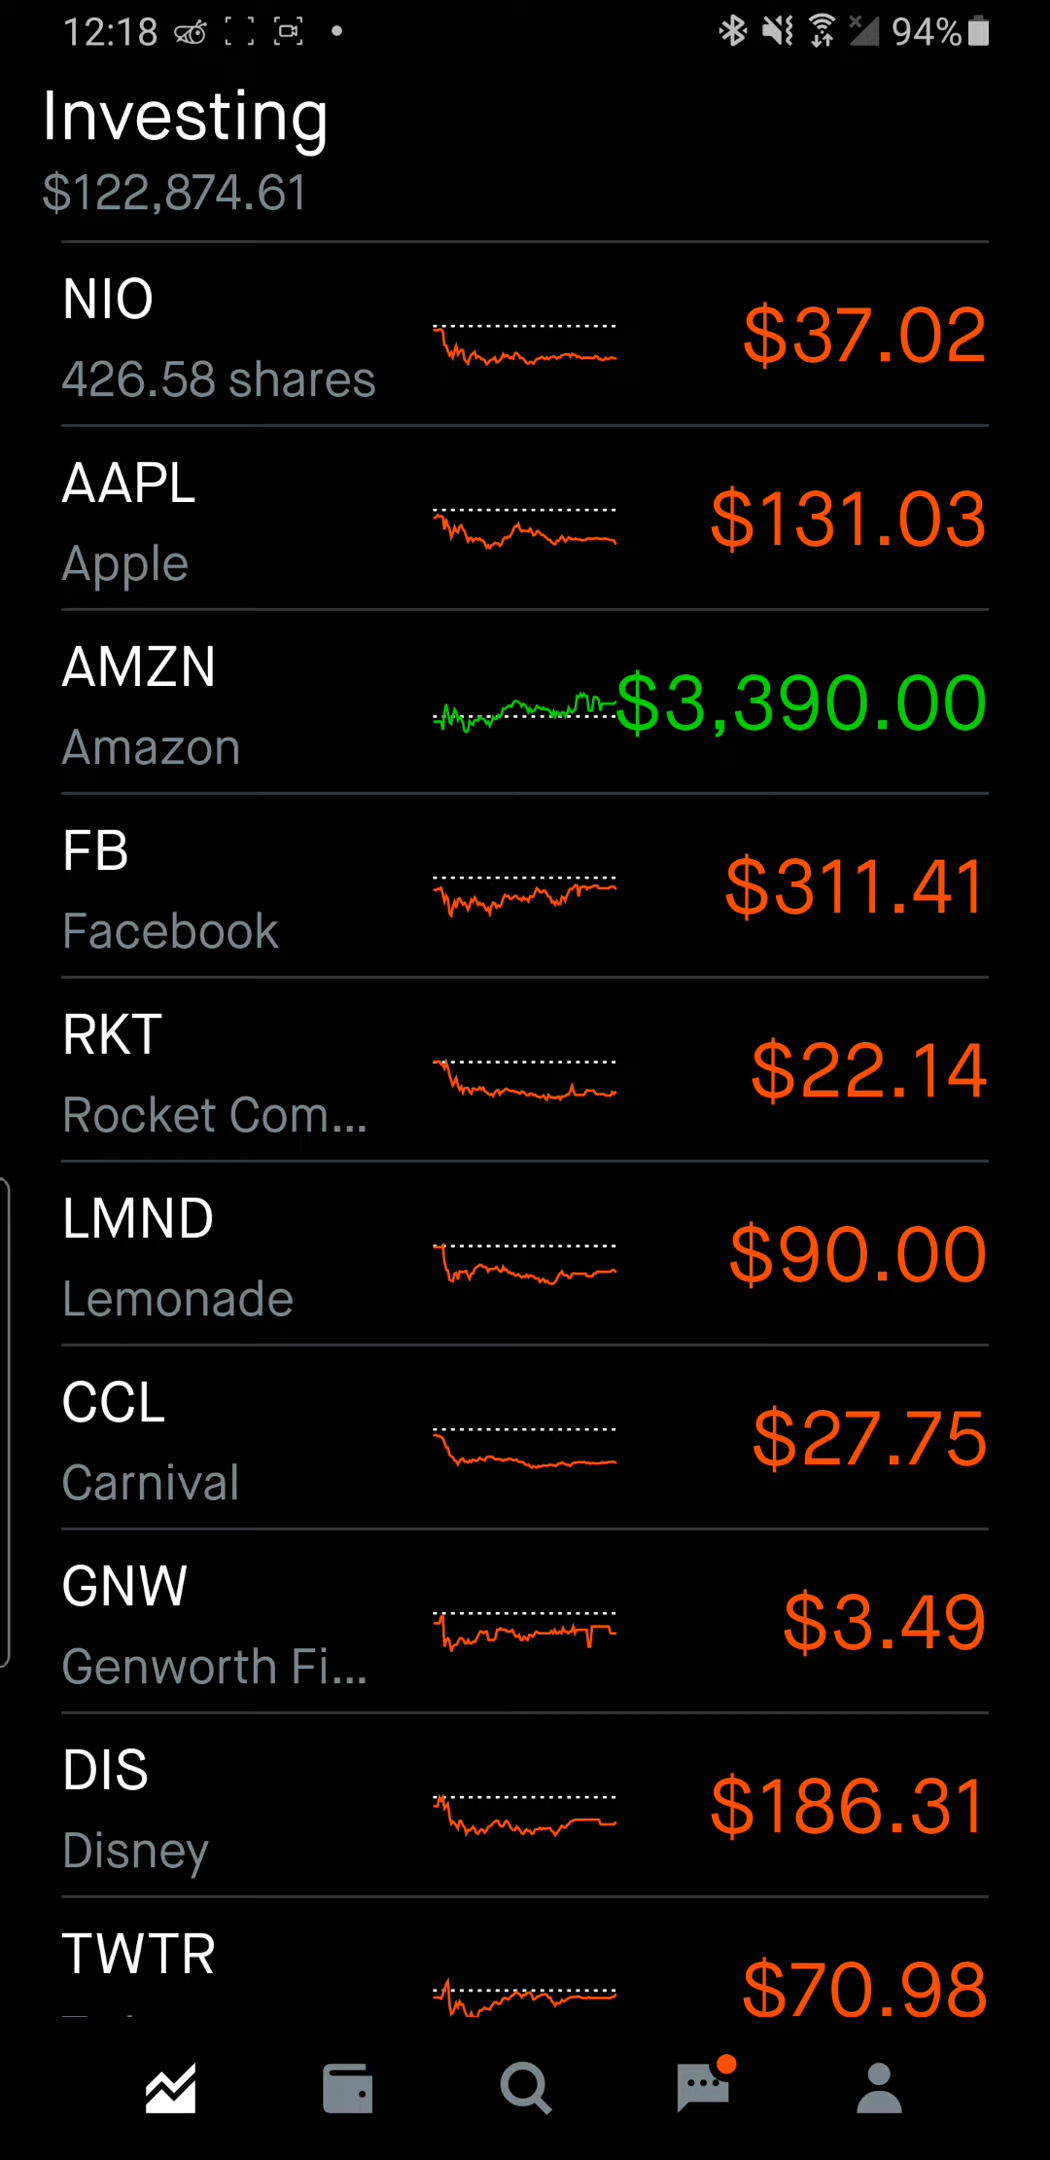 12:18
94%
Investing
$122,874.61
NIO
426.58 shares
$37.02
AAPL
Apple
$131.03
AMZN
Amazon
$3,390.00
FB
Facebook
$311.41
RKT
Rocket Com...
$22.14
LMND
Lemonade
$90.00
CCL
Carnival
$27.75
GNW
Genworth Fi...
$3.49
DIS
Disney
$186.31
TWTR
$70.98